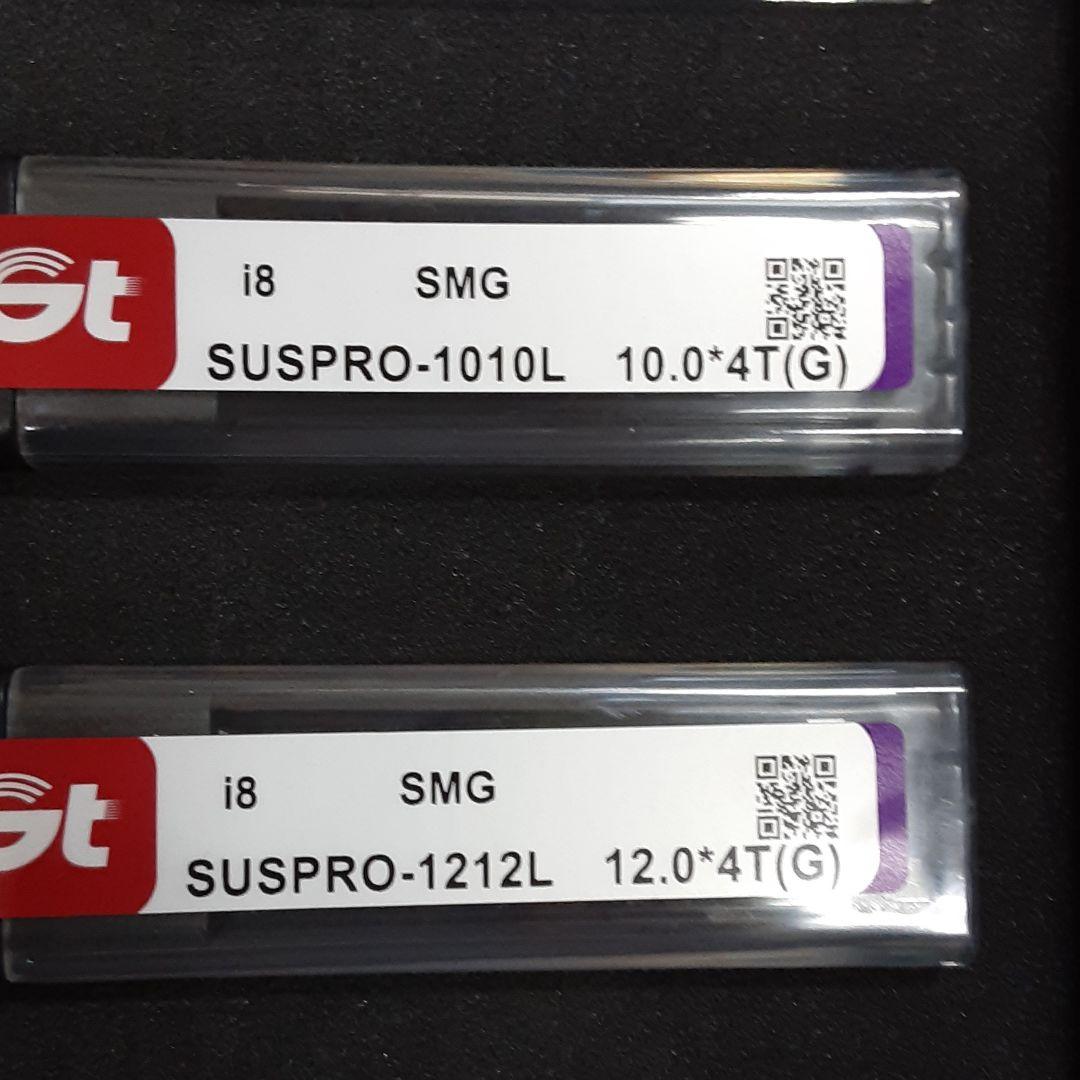 Gt
i8 SMG
SUSPRO-1010L 10.0*4T(G)
Gt
i8 SMG
SUSPRO-1212L 12.0*4T(G)